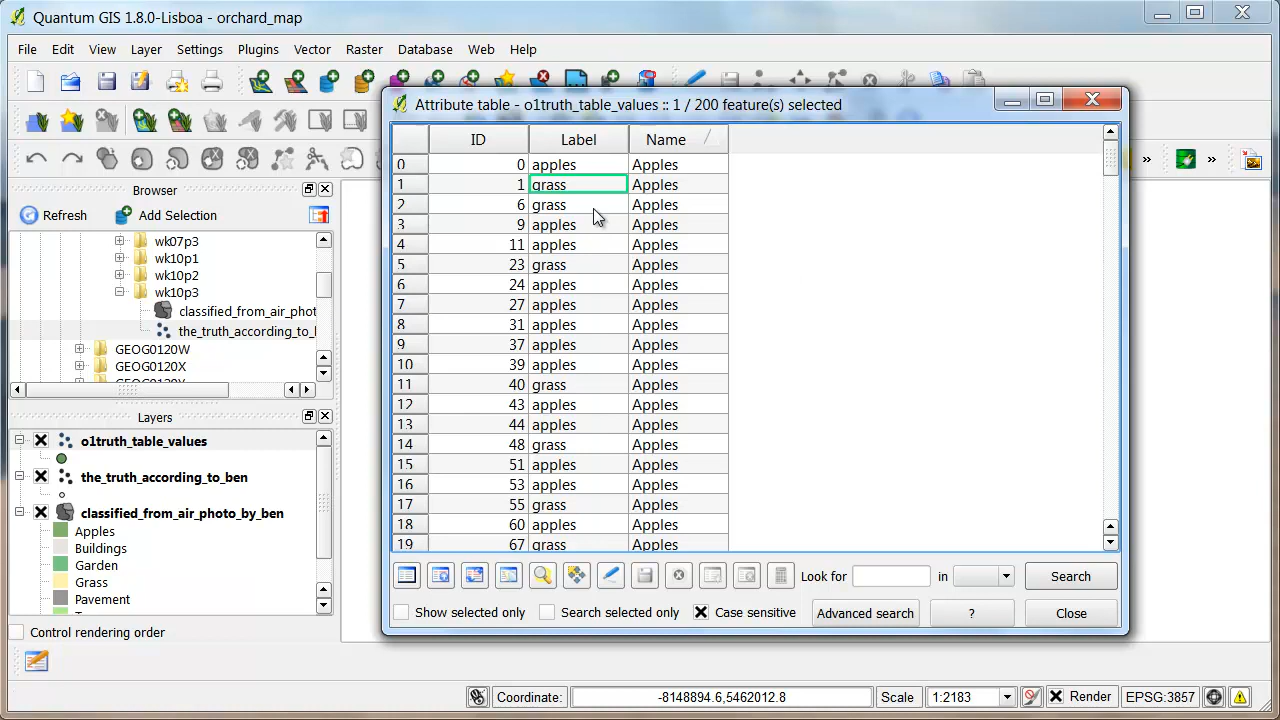 Quantum GIS 1.8.0-Lisboa - orchard_map
File Edit View Layer Settings Plugins Vector Raster Database Web Help
Attribute table - o1truth_table_values :: 1 / 200 feature(s) selected
ID Label Name
0 0 apples Apples
1 1 grass Apples
2 6 grass Apples
3 9 apples Apples
4 11 apples Apples
5 23 grass Apples
6 24 apples Apples
7 27 apples Apples
8 31 apples Apples
9 37 apples Apples
10 39 apples Apples
11 40 grass Apples
12 43 apples Apples
13 44 apples Apples
14 48 grass Apples
15 51 apples Apples
16 53 apples Apples
17 55 grass Apples
18 60 apples Apples
19 67 grass Apples
Look for in Search
Show selected only Search selected only Case sensitive Advanced search ? Close
Browser
Refresh Add Selection
wk07p3
wk10p1
wk10p2
wk10p3
classified_from_air_phot
the_truth_according_to_
GEOG0120W
GEOG0120X
Layers
o1truth_table_values
the_truth_according_to_ben
classified_from_air_photo_by_ben
Apples
Buildings
Garden
Grass
Pavement
Control rendering order
Coordinate: -8148894.6,5462012.8 Scale 1:2183 Render EPSG:3857